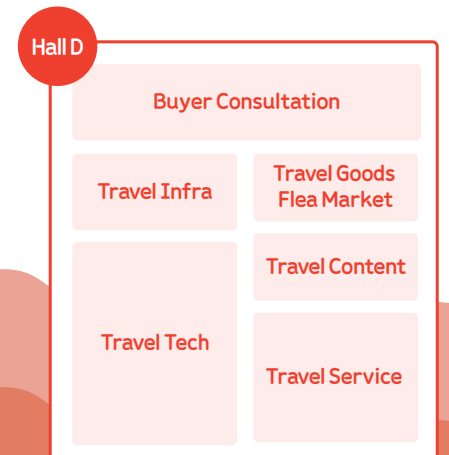 Hall D
Buyer Consultation
Travel Infra
Travel Goods
Flea Market
Travel Content
Travel Tech
Travel Service